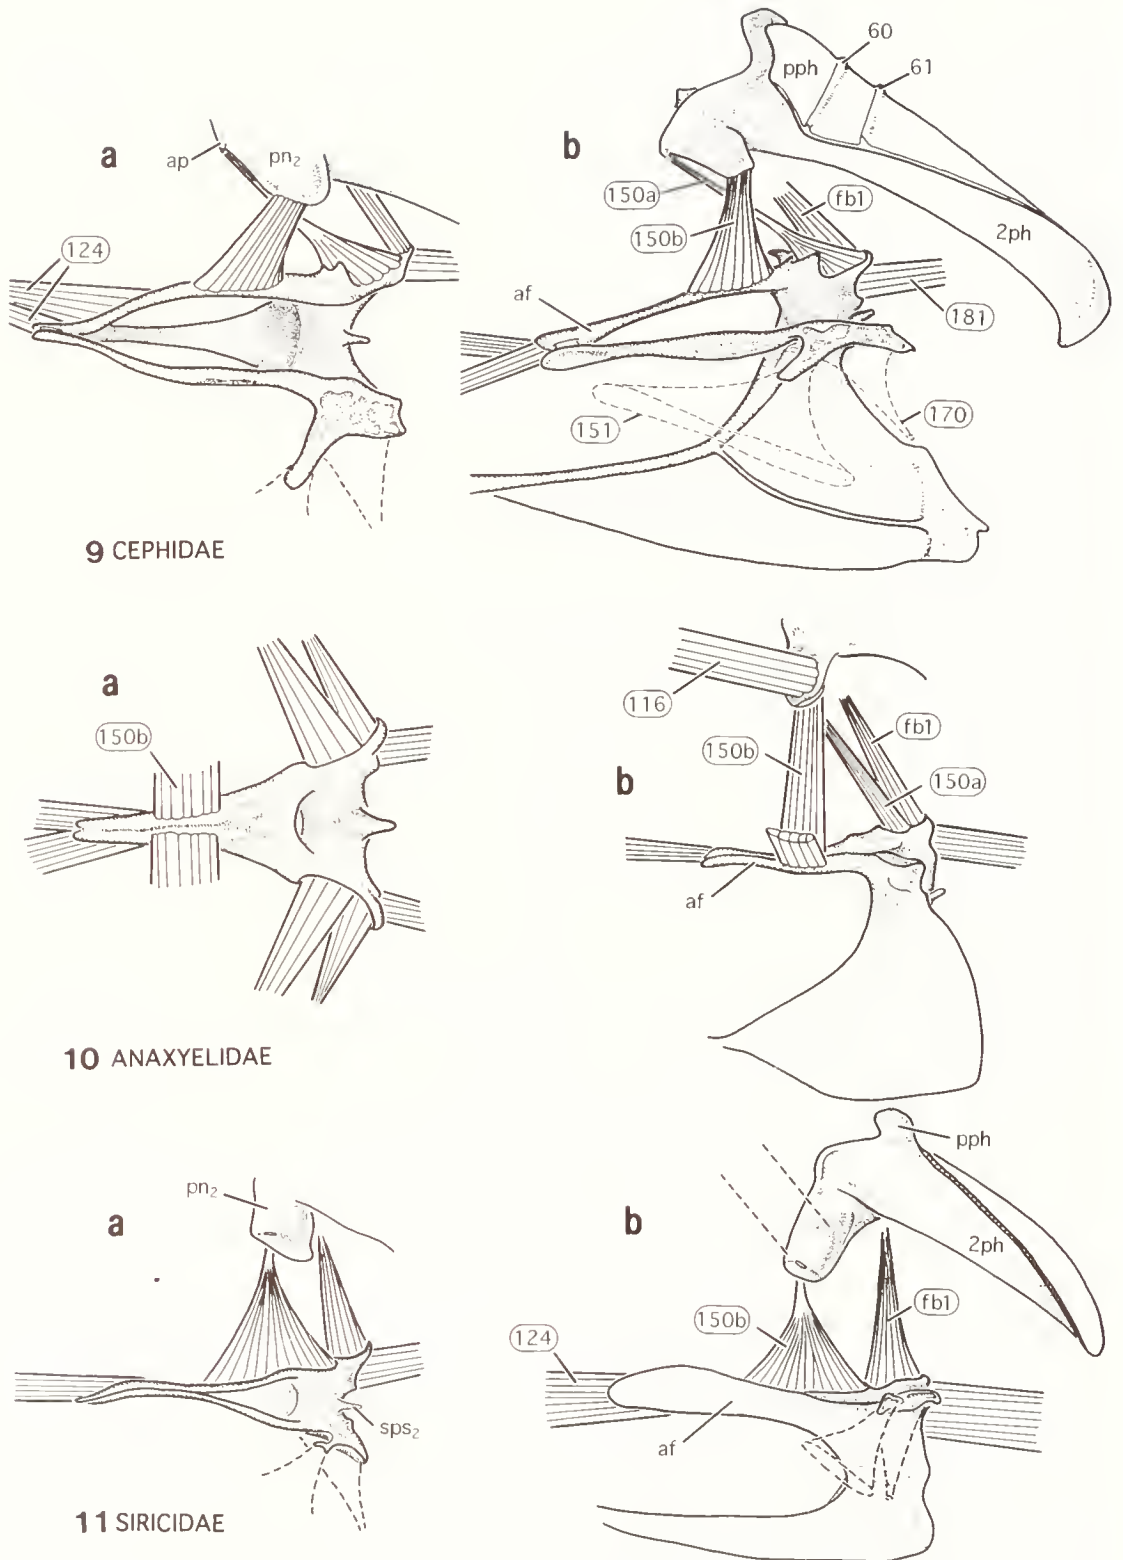 60
61
pph
a
ap
pn2
b
150a
fb1
150b
2ph
124
af
181
151
170
9 CEPHIDAE
a
150b
116
150b
fb1
b
150a
af
10 ANAXYELIDAE
pph
pn2
a
b
2ph
150b
fb1
124
sps2
af
11 SIRICIDAE